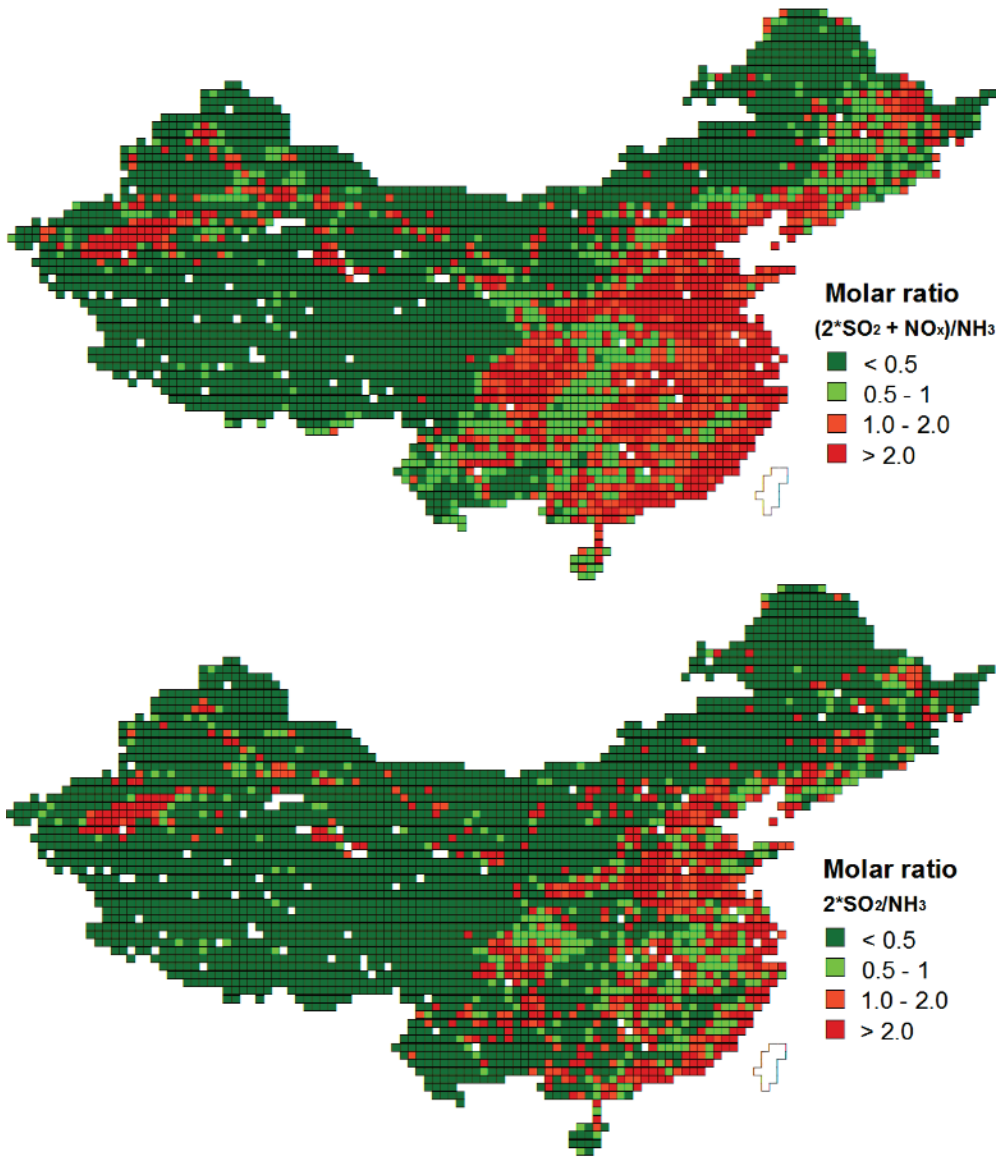 Molar ratio
(2*SO₂ + NOₓ)/NH₃
< 0.5
0.5 - 1
1.0 - 2.0
> 2.0
Molar ratio
2*SO₂/NH₃
< 0.5
0.5 - 1
1.0 - 2.0
> 2.0